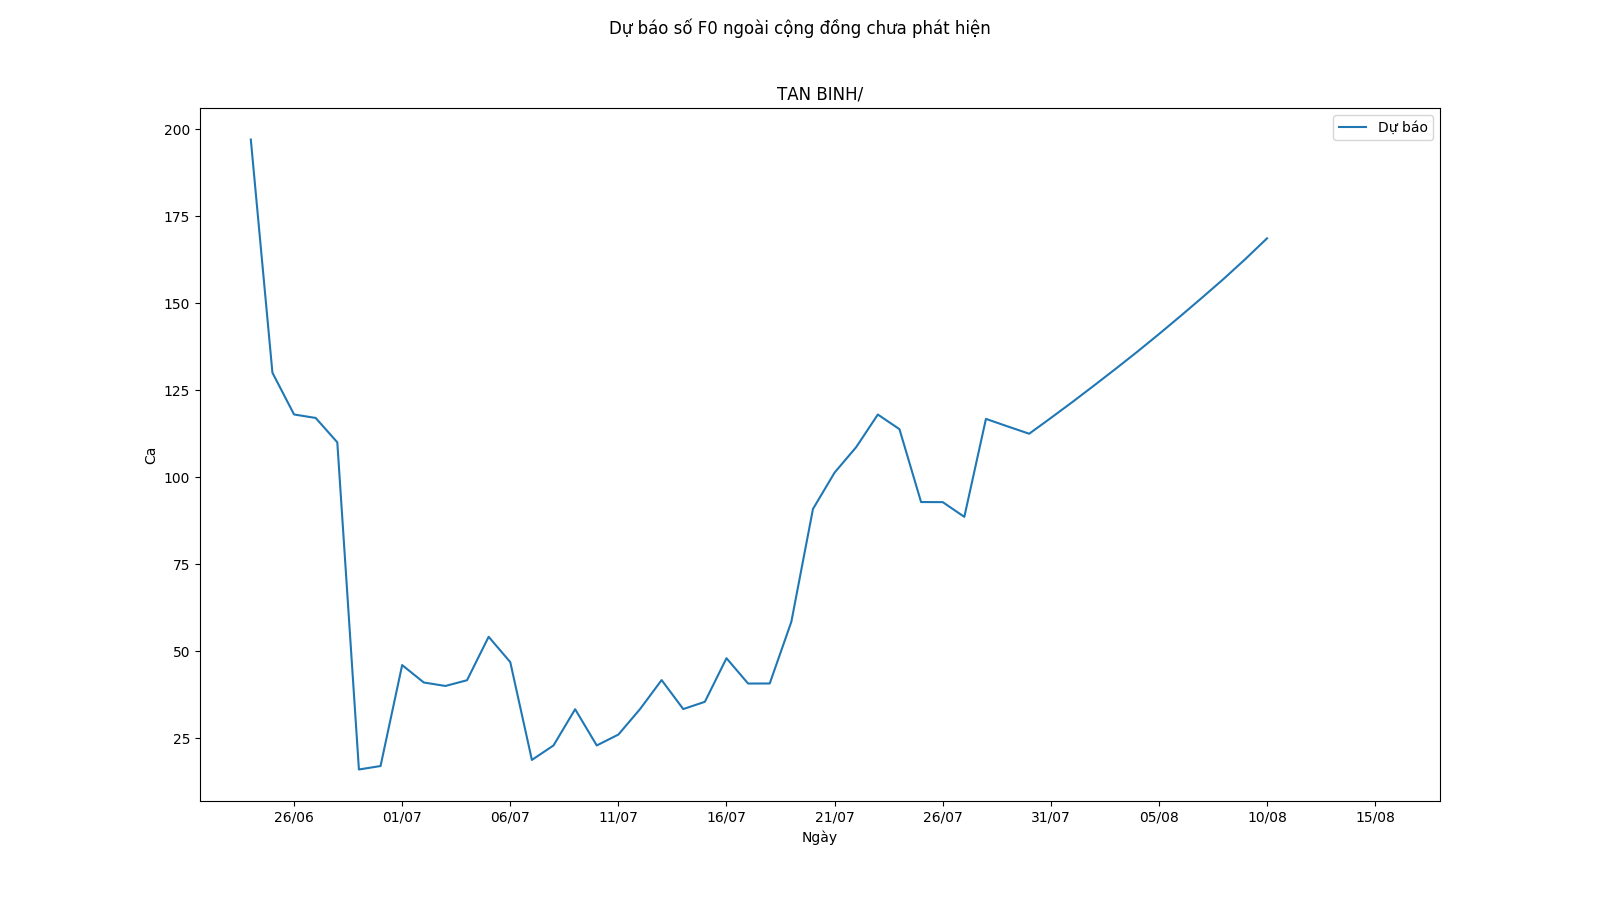 Dự báo số F0 ngoài cộng đồng chưa phát hiện
TAN BINH/
Dự báo
200
175
150
125
100
75
50
25
Ca
26/06 01/07 06/07 11/07 16/07 21/07 26/07 31/07 05/08 10/08 15/08
Ngày